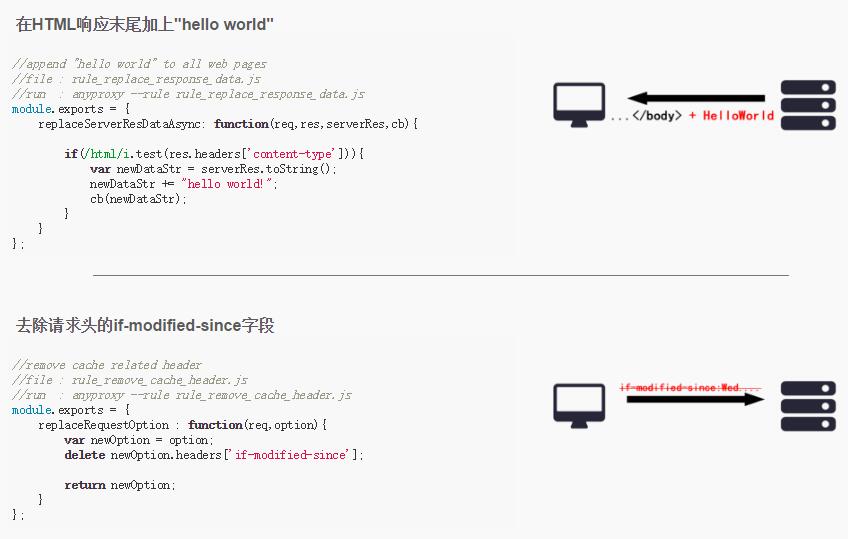 在HTML响应末尾加上"hello world"
//append "hello world" to all web pages
//file : rule_replace_response_data.js
//run  : anyproxy --rule rule_replace_response_data.js
module.exports = {
    replaceServerResDataAsync: function(req,res,serverRes,cb){
        if(/html/i.test(res.headers['content-type'])){
            var newDataStr = serverRes.toString();
            newDataStr += "hello world!";
            cb(newDataStr);
        }
    }
};
...</body> + HelloWorld
去除请求头的if-modified-since字段
//remove cache related header
//file : rule_remove_cache_header.js
//run  : anyproxy --rule rule_remove_cache_header.js
module.exports = {
    replaceRequestOption : function(req,option){
        var newOption = option;
        delete newOption.headers['if-modified-since'];
        return newOption;
    }
};
if-modified-since:Wed....